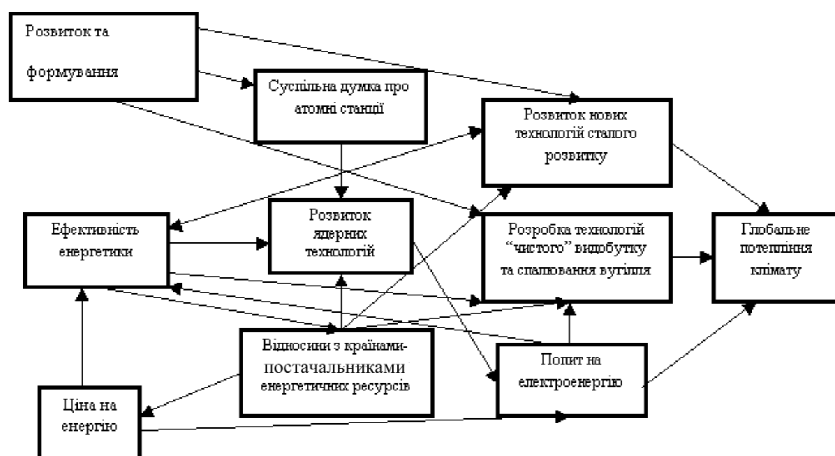 Розвиток та
формування
Суспільна думка про
атомні станції
Розвиток нових
технологій сталого
розвитку
Ефективність
енергетики
Розвиток
ядерних
технологій
Розробка технологій
“чистого” видобутку
та спалювання вугілля
Глобальне
потепління
клімату
Відносини з країнами-
постачальниками
енергетичних ресурсів
Попит на
електроенергію
Ціна на
енергію